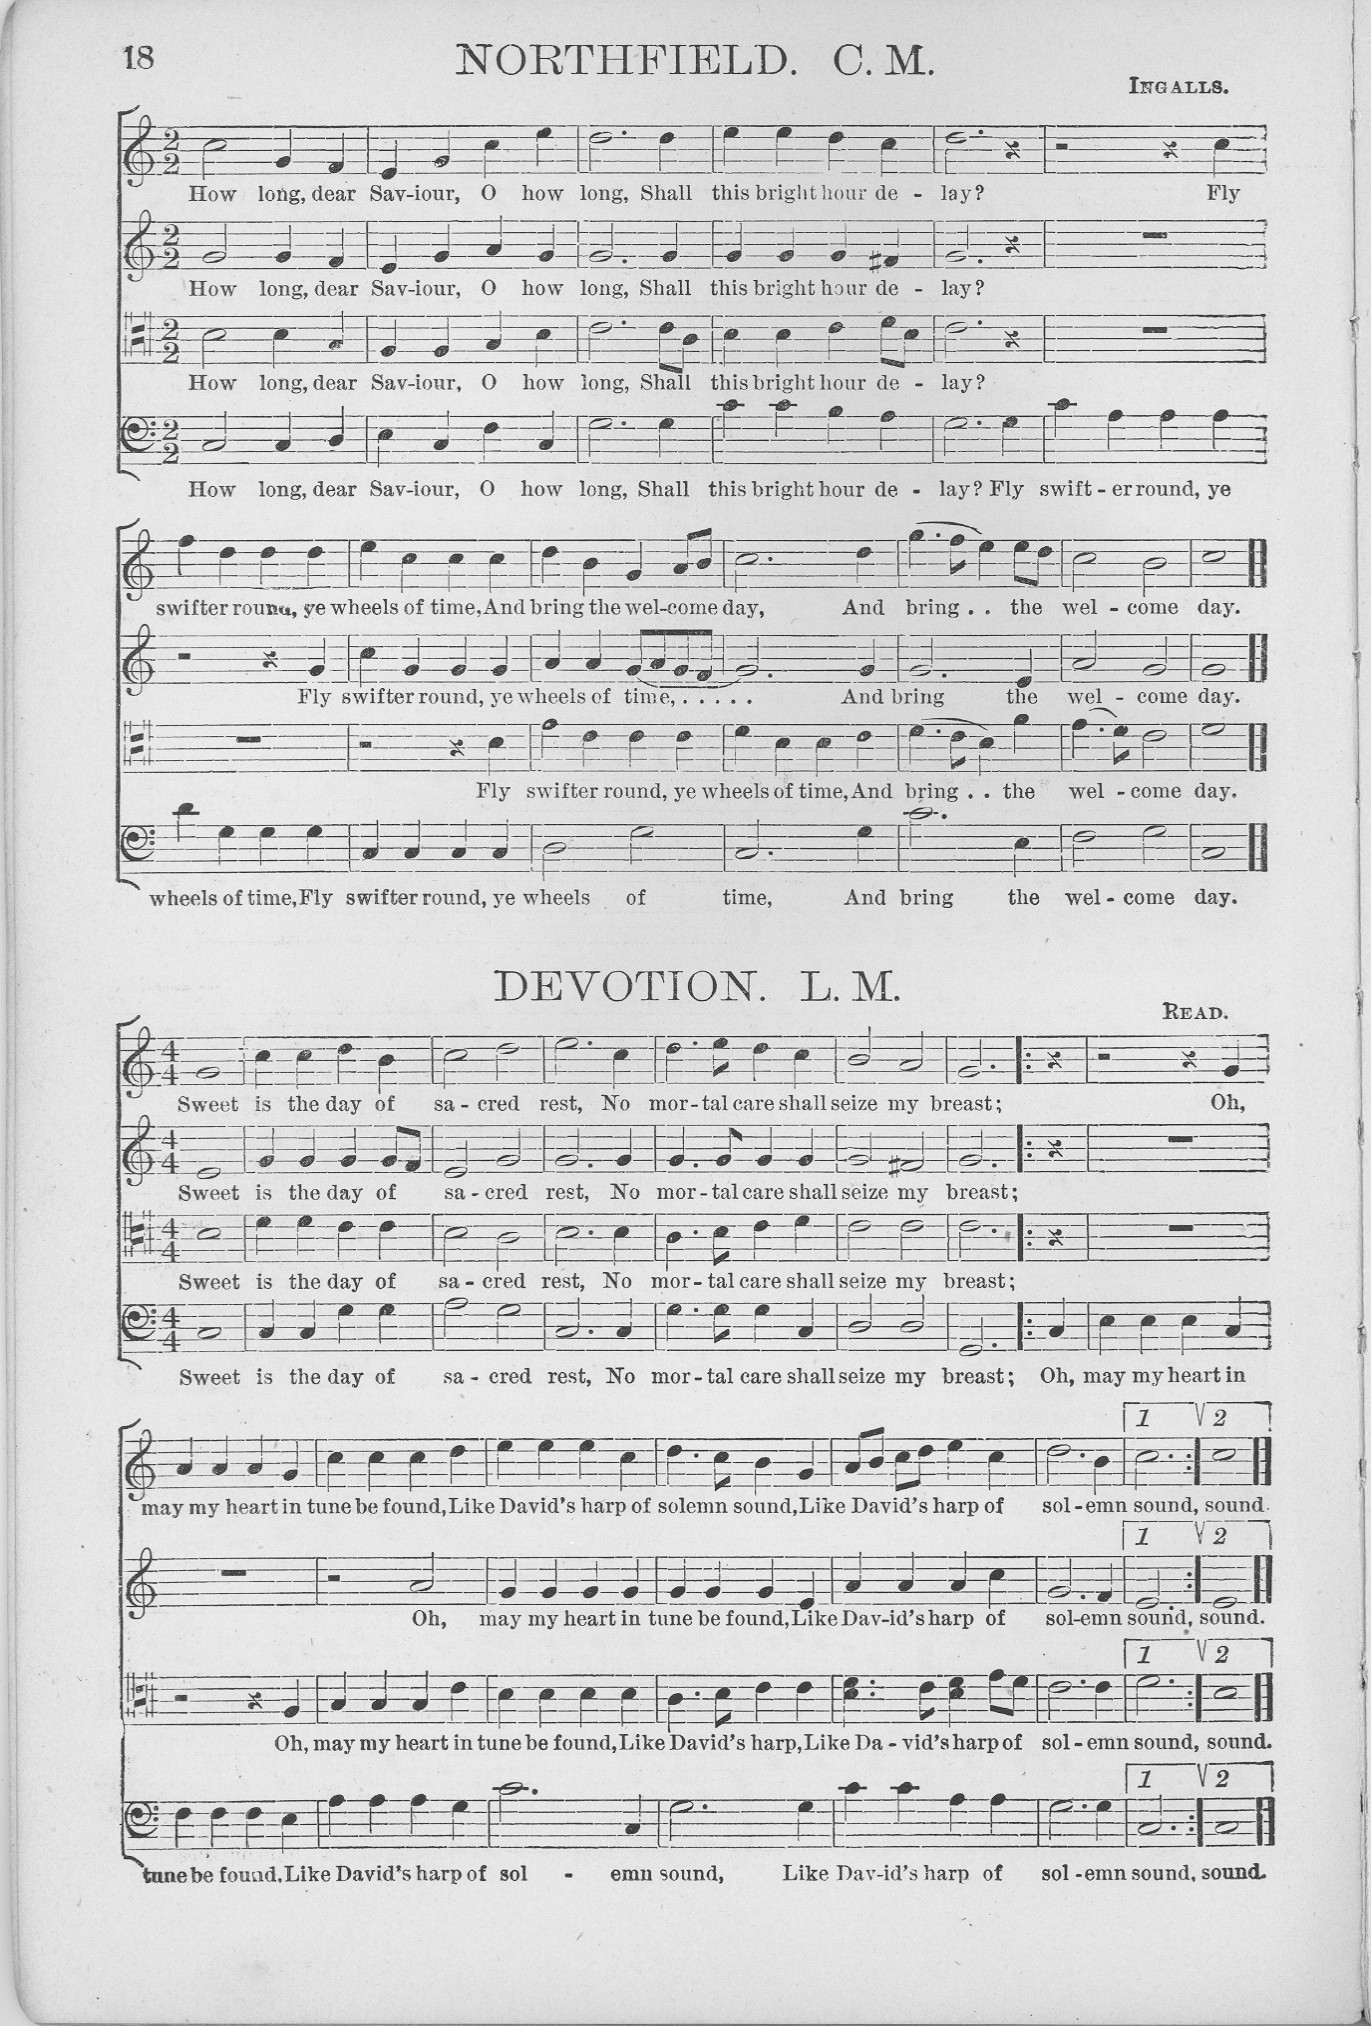 18
NORTHFIELD. C. M.
INGALLS.
How long, dear Sav-iour, O how long, Shall this bright hour de - lay? Fly
How long, dear Sav-iour, O how long, Shall this bright hour de - lay?
How long, dear Sav-iour, O how long, Shall this bright hour de - lay?
How long, dear Sav-iour, O how long, Shall this bright hour de - lay? Fly swift - er round, ye
swifter round, ye wheels of time, And bring the wel-come day, And bring . . the wel - come day.
Fly swifter round, ye wheels of time, . . . . . And bring the wel - come day.
Fly swifter round, ye wheels of time, And bring . . the wel - come day.
wheels of time, Fly swifter round, ye wheels of time, And bring the wel - come day.
DEVOTION. L. M.
READ.
Sweet is the day of sa - cred rest, No mor - tal care shall seize my breast; Oh,
Sweet is the day of sa - cred rest, No mor - tal care shall seize my breast;
Sweet is the day of sa - cred rest, No mor - tal care shall seize my breast;
Sweet is the day of sa - cred rest, No mor - tal care shall seize my breast; Oh, may my heart in
1 2
may my heart in tune be found, Like David's harp of solemn sound, Like David's harp of sol - emn sound, sound.
1 2
Oh, may my heart in tune be found, Like Dav-id's harp of sol-emn sound, sound.
1 2
Oh, may my heart in tune be found, Like David's harp, Like Da - vid's harp of sol - emn sound, sound.
1 2
tune be found, Like David's harp of sol - emn sound, Like Dav-id's harp of sol - emn sound, sound.